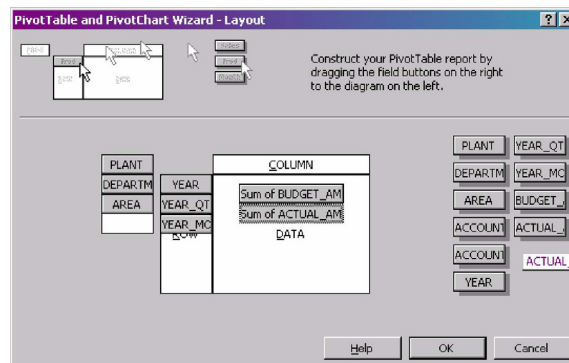 PivotTable and PivotChart Wizard - Layout
Construct your PivotTable report by
dragging the field buttons on the right
to the diagram on the left.
PLANT
DEPARTM
AREA
YEAR
YEAR_QT
YEAR_MC
ROW
COLUMN
Sum of BUDGET_AM
Sum of ACTUAL_AM
DATA
PLANT YEAR_QT
DEPARTM YEAR_MC
AREA BUDGET_
ACCOUNT ACTUAL_
ACCOUNT ACTUAL_
YEAR
Help OK Cancel